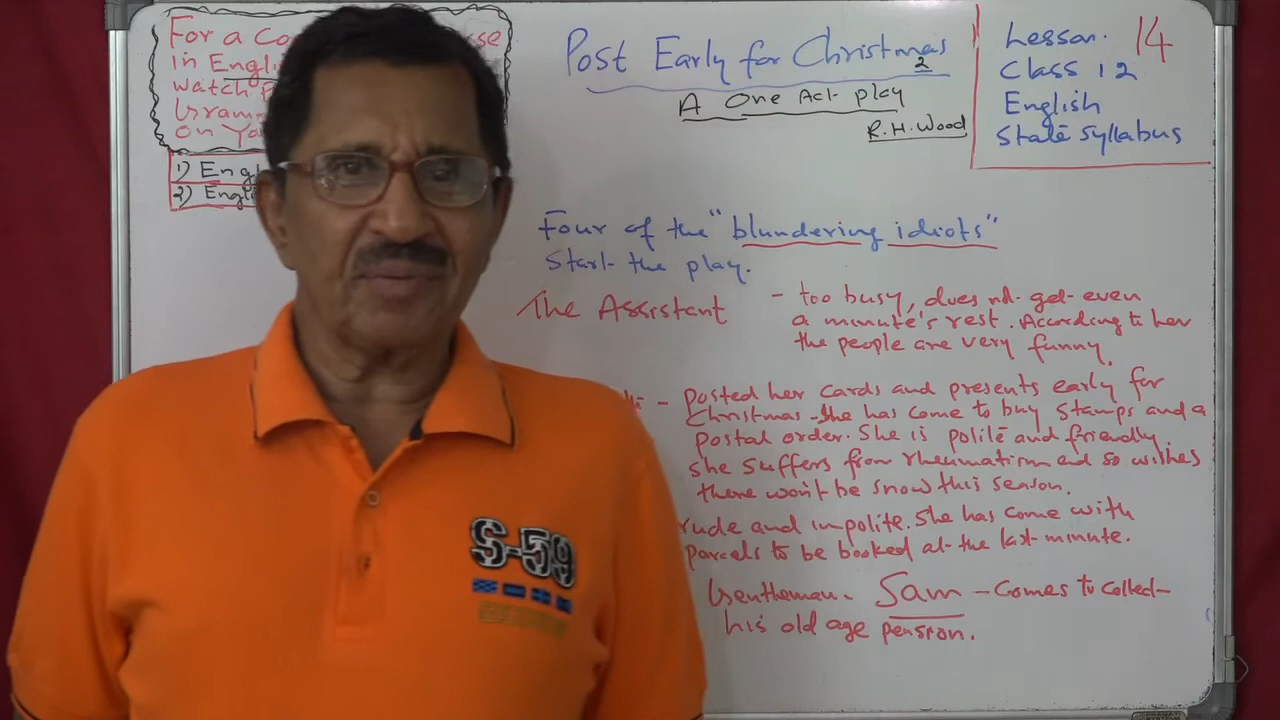 For a Co
in Engli
watch
Gram
on Yo
1) Eng
2) Engl
Post Early for Christmas
2
A One Act play
R.H. Wood
Lesson. 14
Class 12
English
State Syllabus
Four of the "blundering idiots"
Start the play.
The Assistant - too busy, does not get even
a minute's rest. According to her
the people are very funny.
- posted her cards and presents early for
Christmas. She has come to buy stamps and a
postal order. She is polite and friendly.
she suffers from rheumatism and so wishes
there won't be snow this season.
rude and impolite. She has come with
parcels to be booked at the last minute.
Gentheman. Sam - Comes to collect
his old age pension.
S-59